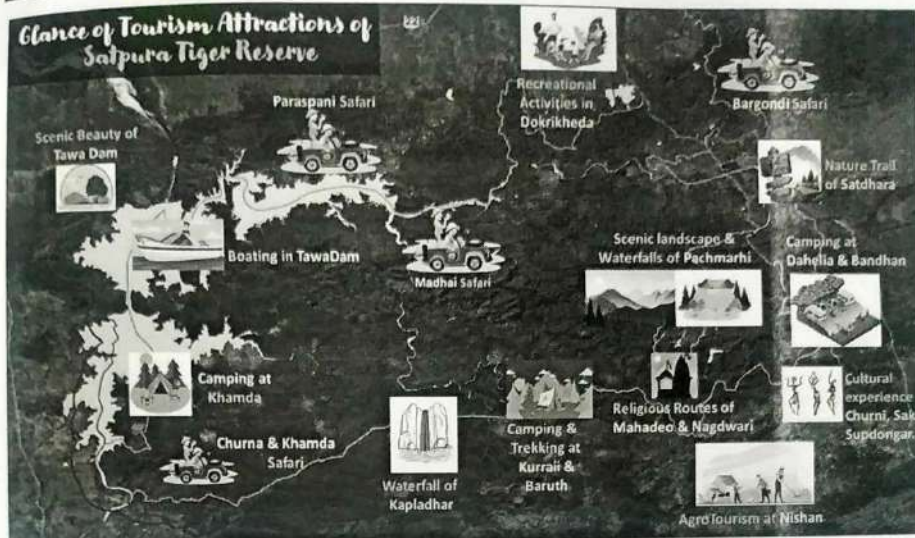 Glance of Tourism Attractions of
Satpura Tiger Reserve
Recreational
Activities in
Dokrikheda
Bargondi Safari
Paraspani Safari
Scenic Beauty of
Tawa Dam
Nature Trail
of Satdhara
Boating in TawaDam
Madhai Safari
Scenic landscape &
Waterfalls of Pachmarhi
Camping at
Dahelia & Bandhan
Camping at
Khamda
Churna & Khamda
Safari
Waterfall of
Kapladhar
Camping &
Trekking at
Kurraii &
Baruth
Religious Routes of
Mahadeo & Nagdwari
Cultural
experience
Churni, Sak
Supdongar
AgroTourism at Nishan